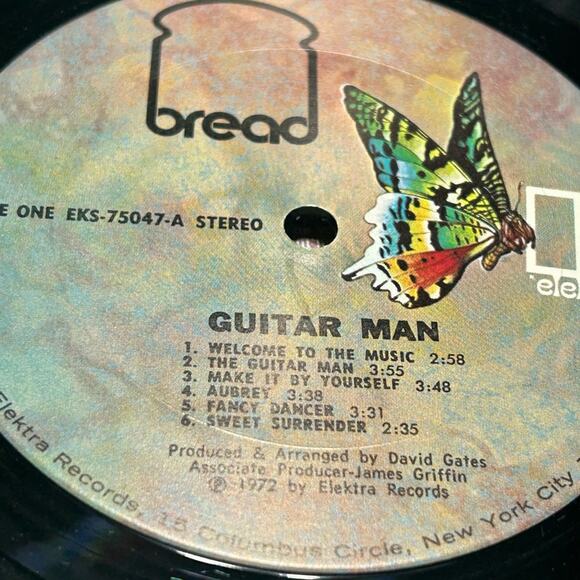 bread
E ONE EKS-75047-A STEREO
ele
GUITAR MAN
1. WELCOME TO THE MUSIC 2:58
2. THE GUITAR MAN 3:55
3. MAKE IT BY YOURSELF 3:48
4. AUBREY 3:38
5. FANCY DANCER 3:31
6. SWEET SURRENDER 2:35
Produced & Arranged by David Gates
Associate Producer-James Griffin
℗ 1972 by Elektra Records
Elektra Records, 15 Columbus Circle, New York City